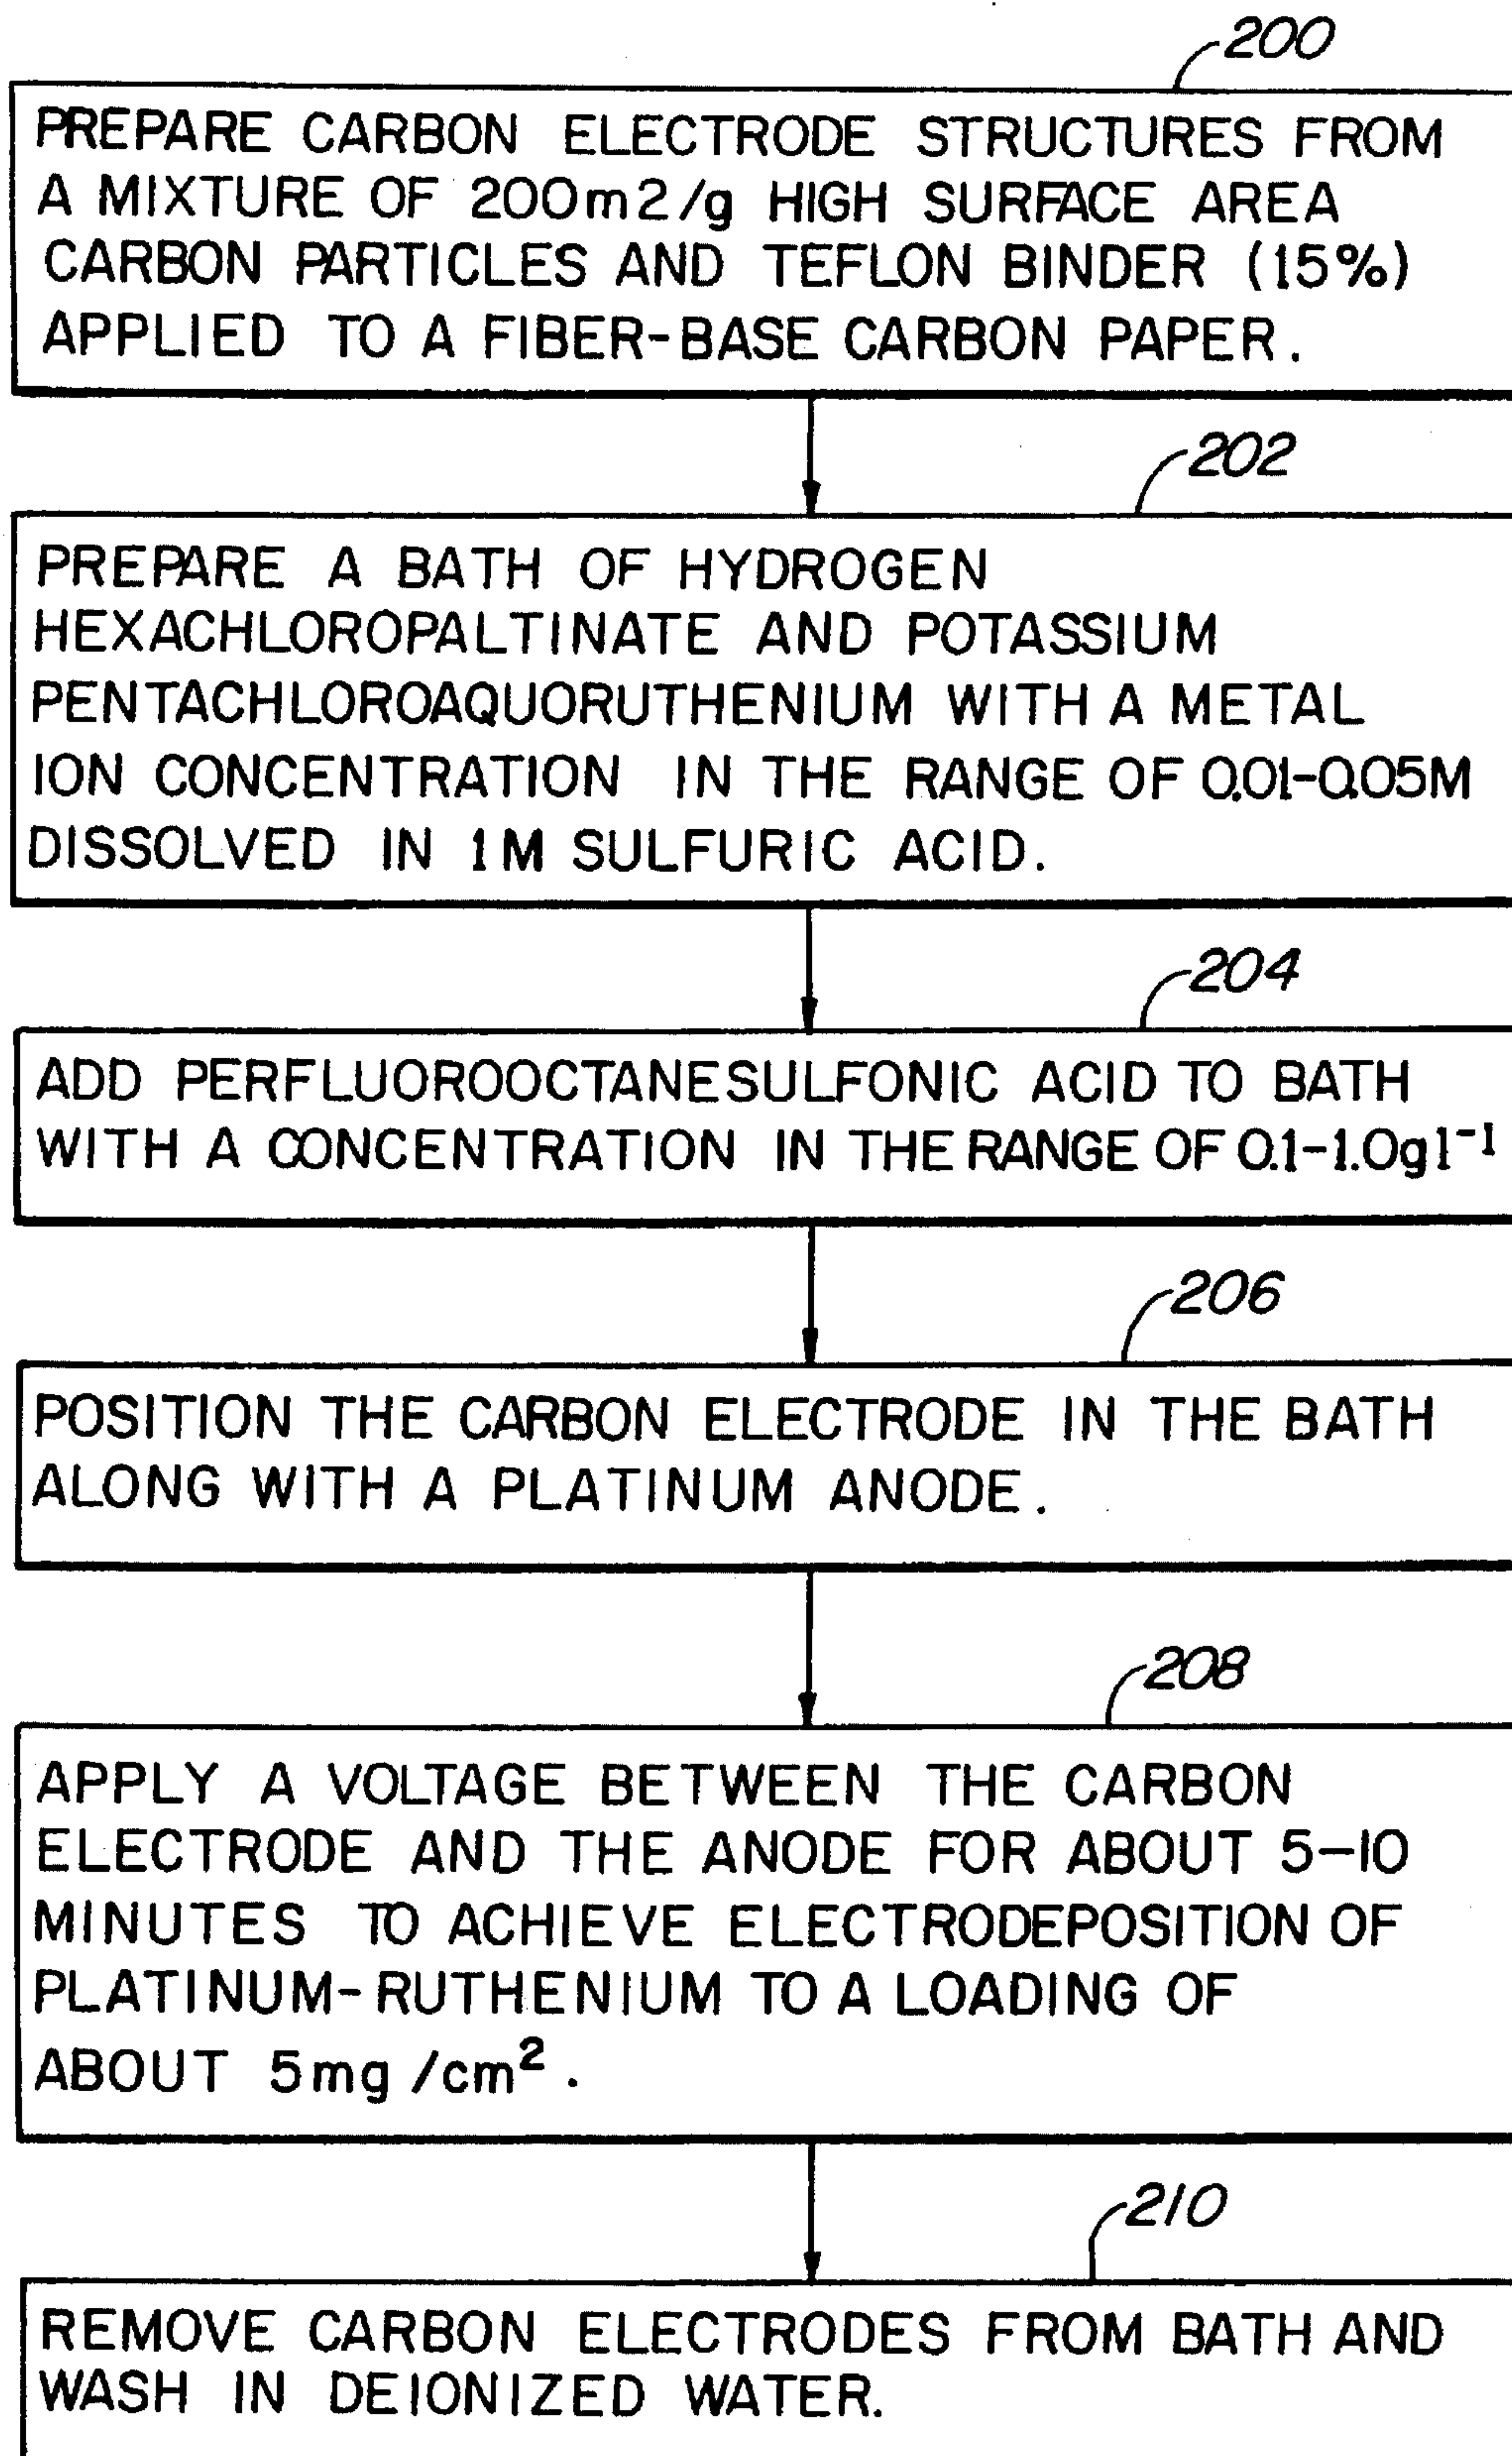 200
PREPARE CARBON ELECTRODE STRUCTURES FROM
A MIXTURE OF 200m2/g HIGH SURFACE AREA
CARBON PARTICLES AND TEFLON BINDER (15%)
APPLIED TO A FIBER-BASE CARBON PAPER.
202
PREPARE A BATH OF HYDROGEN
HEXACHLOROPALTINATE AND POTASSIUM
PENTACHLOROAQUORUTHENIUM WITH A METAL
ION CONCENTRATION IN THE RANGE OF 0.01-0.05M
DISSOLVED IN 1M SULFURIC ACID.
204
ADD PERFLUOROOCTANESULFONIC ACID TO BATH
WITH A CONCENTRATION IN THE RANGE OF 0.1-1.0gl⁻¹
206
POSITION THE CARBON ELECTRODE IN THE BATH
ALONG WITH A PLATINUM ANODE.
208
APPLY A VOLTAGE BETWEEN THE CARBON
ELECTRODE AND THE ANODE FOR ABOUT 5-10
MINUTES TO ACHIEVE ELECTRODEPOSITION OF
PLATINUM-RUTHENIUM TO A LOADING OF
ABOUT 5mg/cm².
210
REMOVE CARBON ELECTRODES FROM BATH AND
WASH IN DEIONIZED WATER.